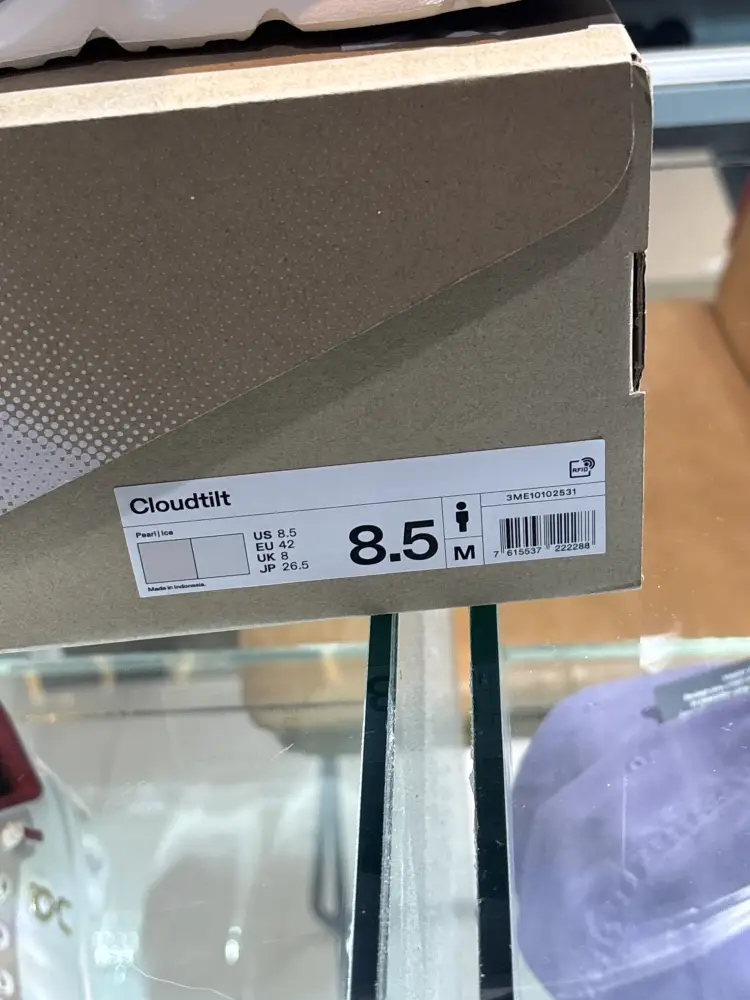 Cloudtilt
RFID
3ME10102531
Pearl | Ice
US 8.5
EU 42
UK 8
JP 26.5
8.5
M
7 615537 222288
Made in Indonesia.